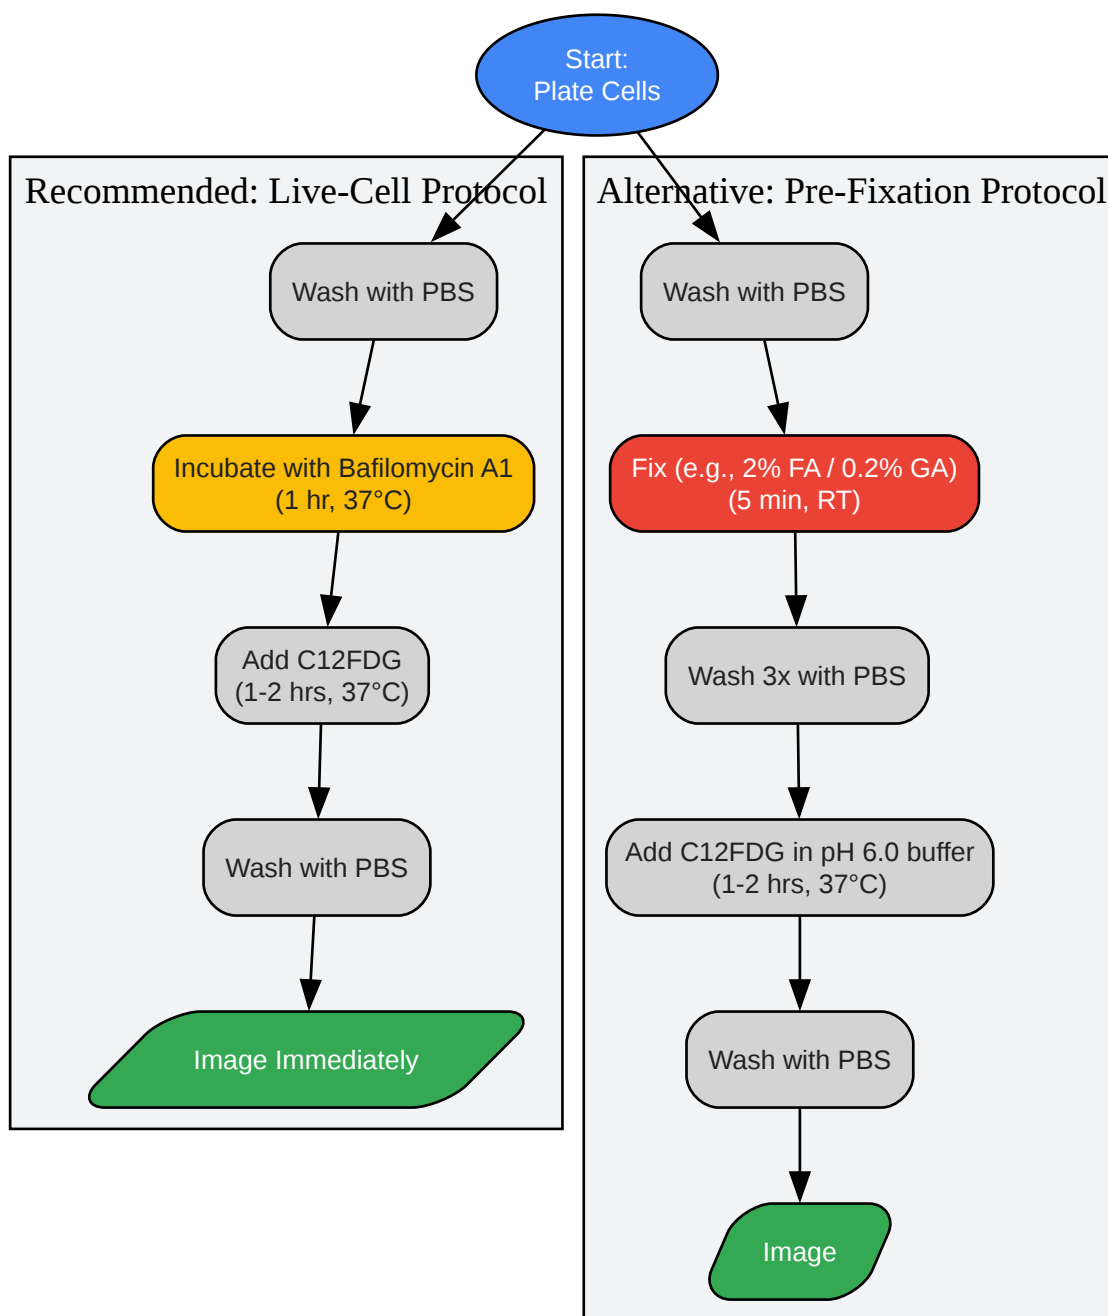 Start:
Plate Cells
Recommended: Live-Cell Protocol
Wash with PBS
Incubate with Bafilomycin A1
(1 hr, 37°C)
Add C12FDG
(1-2 hrs, 37°C)
Wash with PBS
Image Immediately
Alternative: Pre-Fixation Protocol
Wash with PBS
Fix (e.g., 2% FA / 0.2% GA)
(5 min, RT)
Wash 3x with PBS
Add C12FDG in pH 6.0 buffer
(1-2 hrs, 37°C)
Wash with PBS
Image